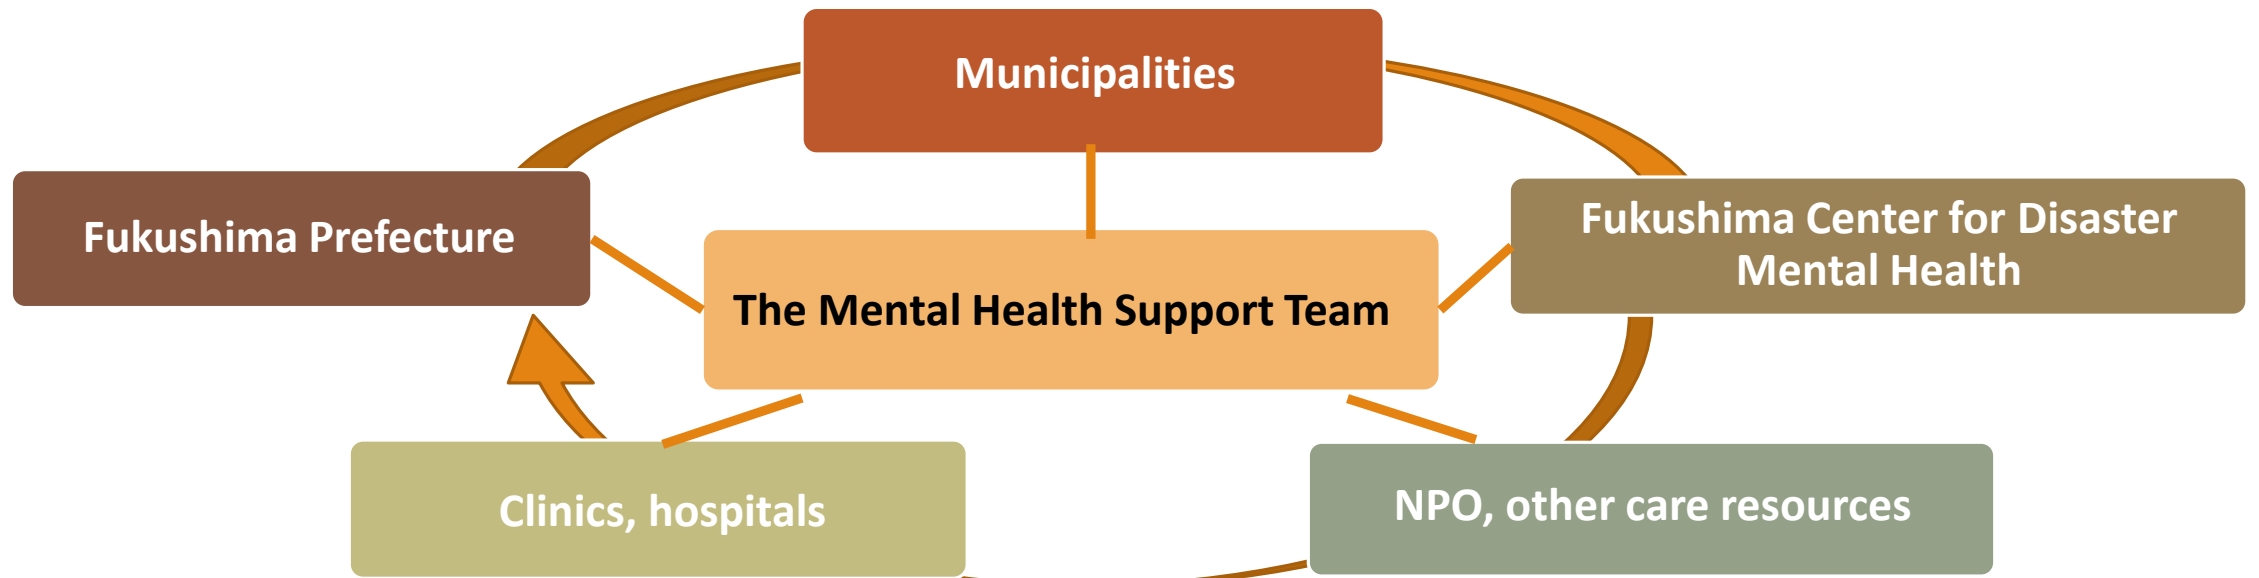 Municipalities
Fukushima Prefecture
Fukushima Center for Disaster
Mental Health
The Mental Health Support Team
Clinics, hospitals
NPO, other care resources